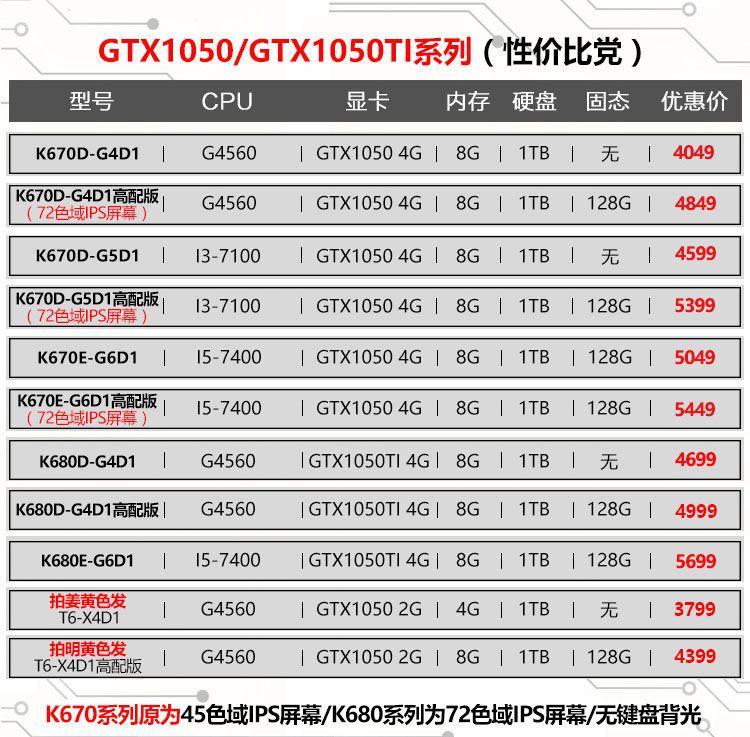 GTX1050/GTX1050TI系列（性价比党）
型号 CPU 显卡 内存 硬盘 固态 优惠价
K670D-G4D1 G4560 GTX1050 4G 8G 1TB 无 4049
K670D-G4D1高配版
（72色域IPS屏幕）
G4560 GTX1050 4G 8G 1TB 128G 4849
K670D-G5D1 I3-7100 GTX1050 4G 8G 1TB 无 4599
K670D-G5D1高配版
（72色域IPS屏幕）
I3-7100 GTX1050 4G 8G 1TB 128G 5399
K670E-G6D1 I5-7400 GTX1050 4G 8G 1TB 128G 5049
K670E-G6D1高配版
（72色域IPS屏幕）
I5-7400 GTX1050 4G 8G 1TB 128G 5449
K680D-G4D1 G4560 GTX1050TI 4G 8G 1TB 无 4699
K680D-G4D1高配版 G4560 GTX1050TI 4G 8G 1TB 128G 4999
K680E-G6D1 I5-7400 GTX1050TI 4G 8G 1TB 128G 5699
拍姜黄色发
T6-X4D1
G4560 GTX1050 2G 4G 1TB 无 3799
拍明黄色发
T6-X4D1高配版
G4560 GTX1050 2G 8G 1TB 128G 4399
K670系列原为45色域IPS屏幕/K680系列为72色域IPS屏幕/无键盘背光